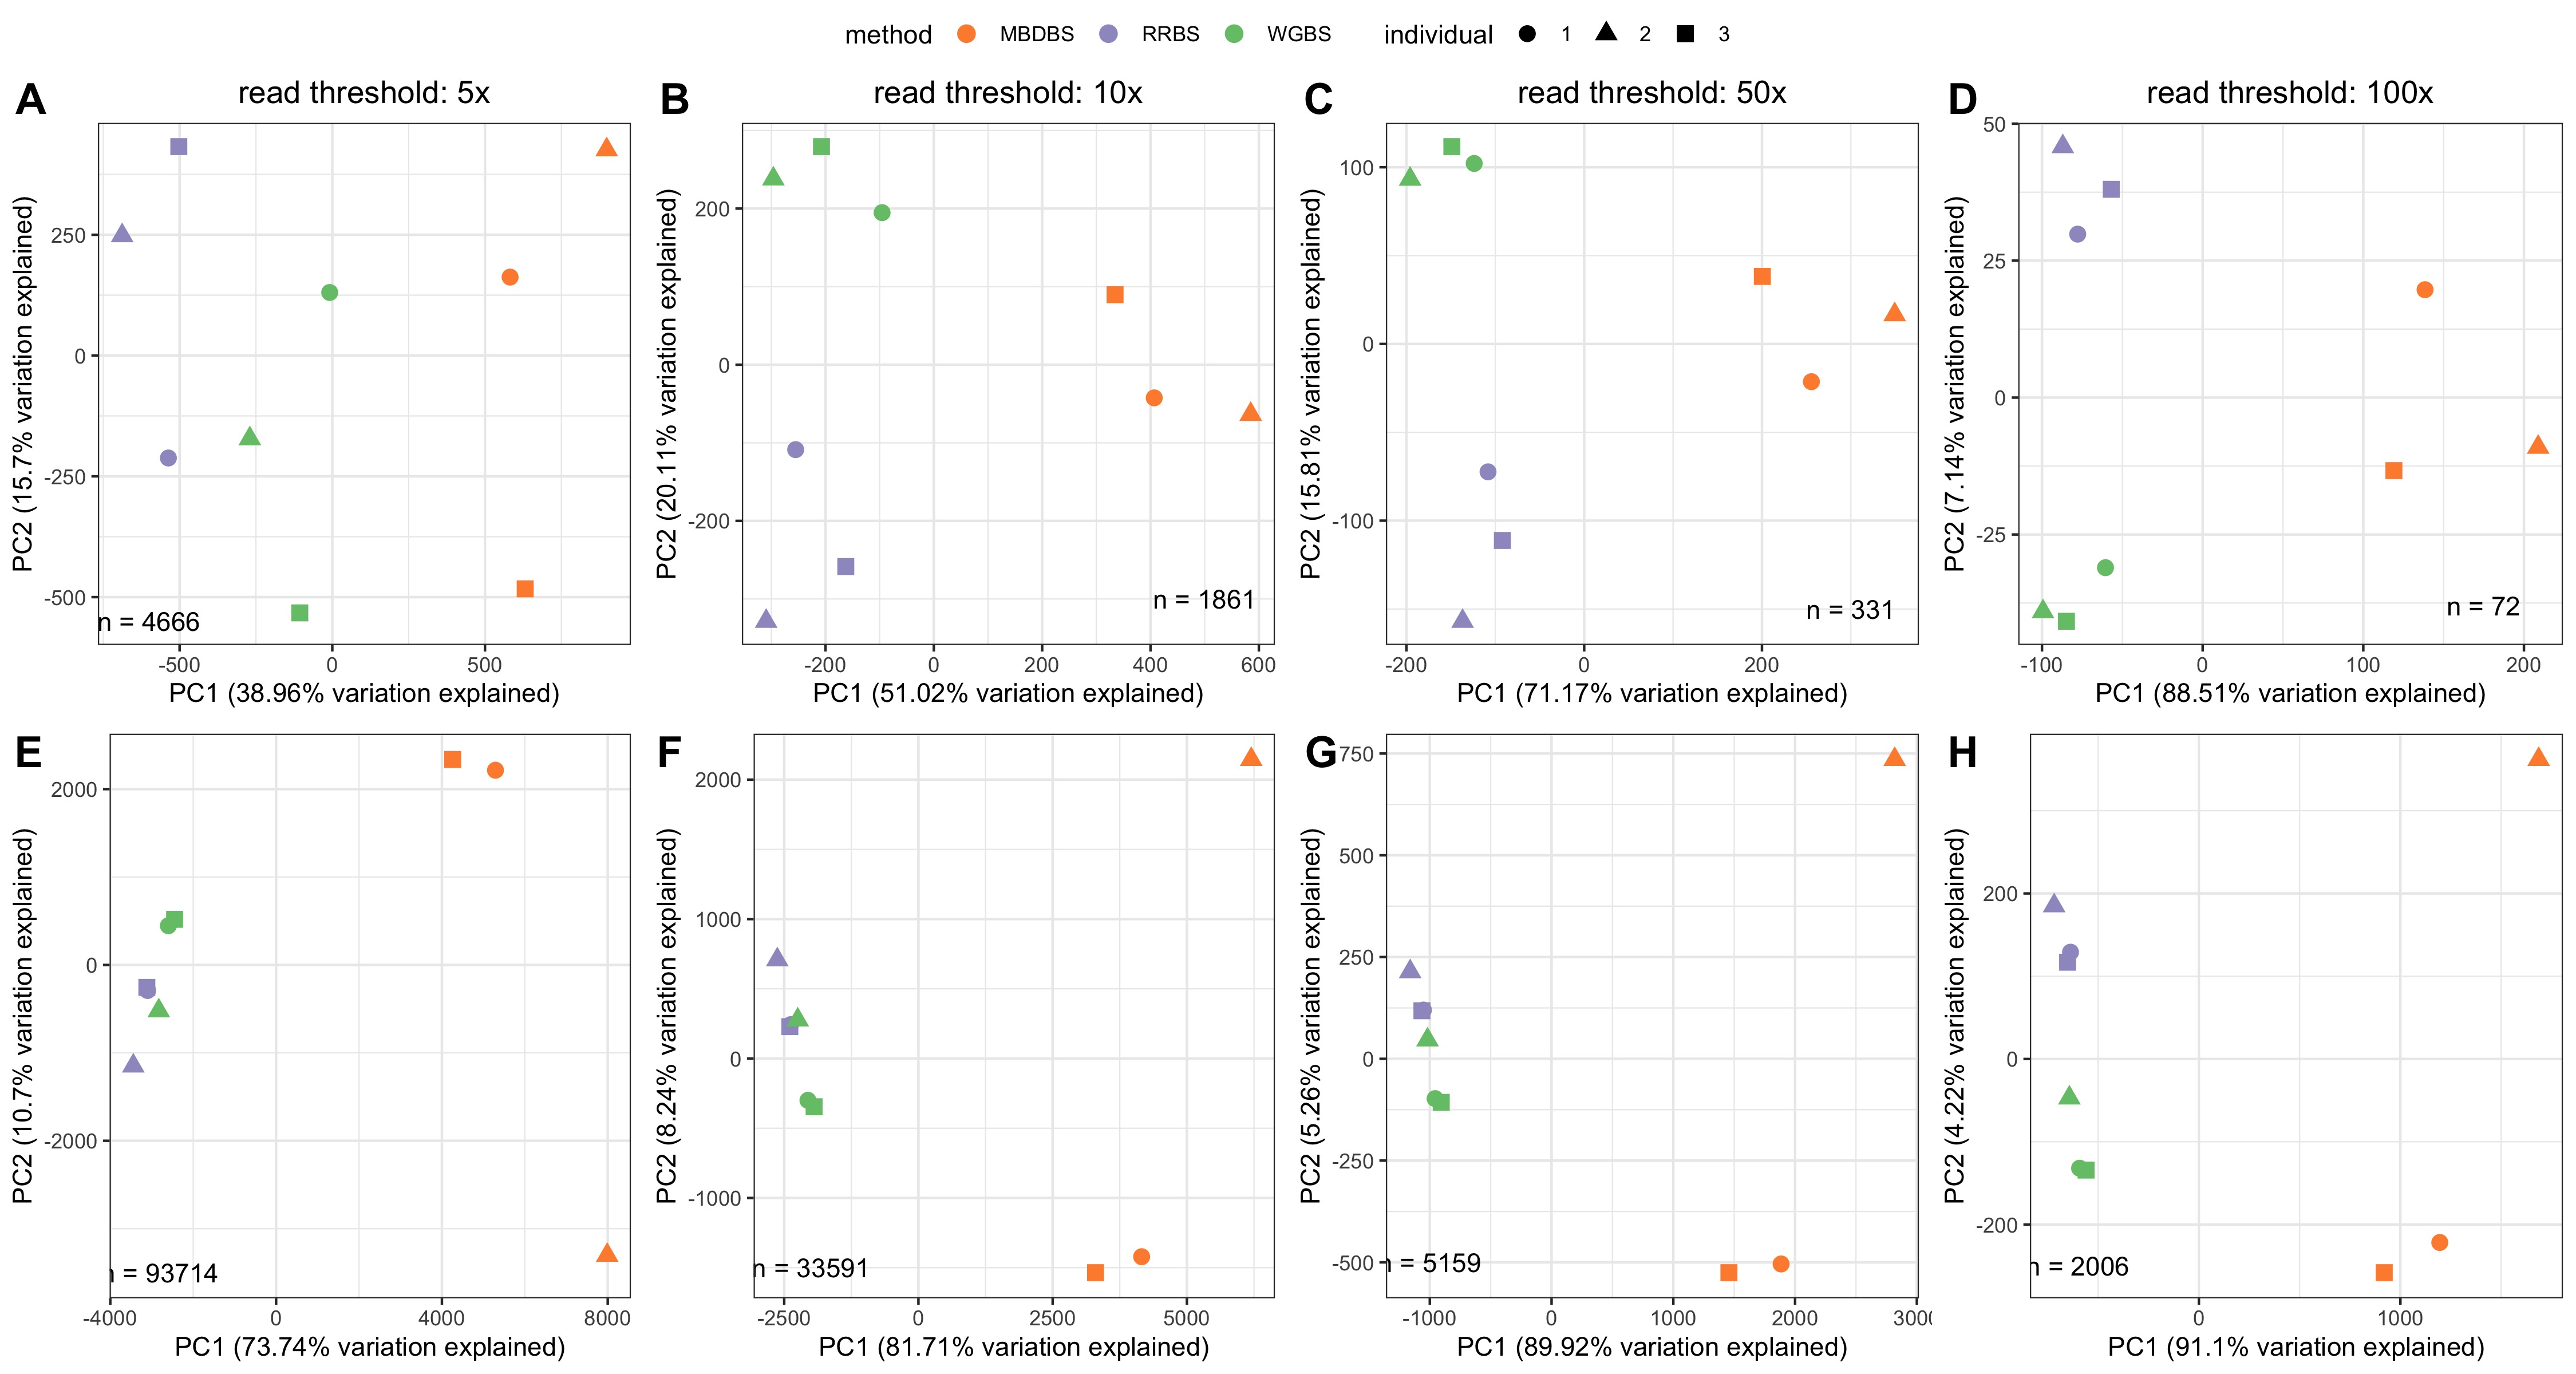 method MBDBS RRBS WGBS individual 1 2 3
A read threshold: 5x
PC2 (15.7% variation explained)
250
0
-250
-500
n = 4666
-500 0 500
PC1 (38.96% variation explained)
B read threshold: 10x
PC2 (20.11% variation explained)
200
0
-200
n = 1861
-200 0 200 400 600
PC1 (51.02% variation explained)
C read threshold: 50x
PC2 (15.81% variation explained)
100
0
-100
n = 331
-200 0 200
PC1 (71.17% variation explained)
D read threshold: 100x
PC2 (7.14% variation explained)
50
25
0
-25
n = 72
-100 0 100 200
PC1 (88.51% variation explained)
E
PC2 (10.7% variation explained)
2000
0
-2000
n = 93714
-4000 0 4000 8000
PC1 (73.74% variation explained)
F
PC2 (8.24% variation explained)
2000
1000
0
-1000
n = 33591
-2500 0 2500 5000
PC1 (81.71% variation explained)
G
PC2 (5.26% variation explained)
750
500
250
0
-250
-500
n = 5159
-1000 0 1000 2000 3000
PC1 (89.92% variation explained)
H
PC2 (4.22% variation explained)
200
0
-200
n = 2006
0 1000
PC1 (91.1% variation explained)